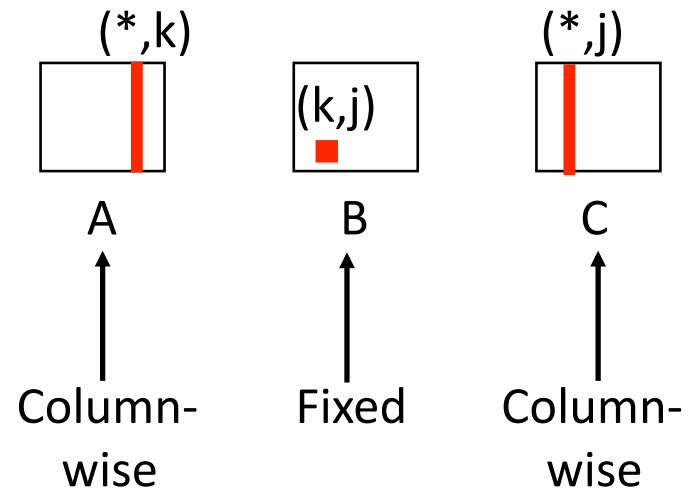 (*,k)
(*,j)
(k,j)
A
B
C
Column-
wise
Fixed
Column-
wise